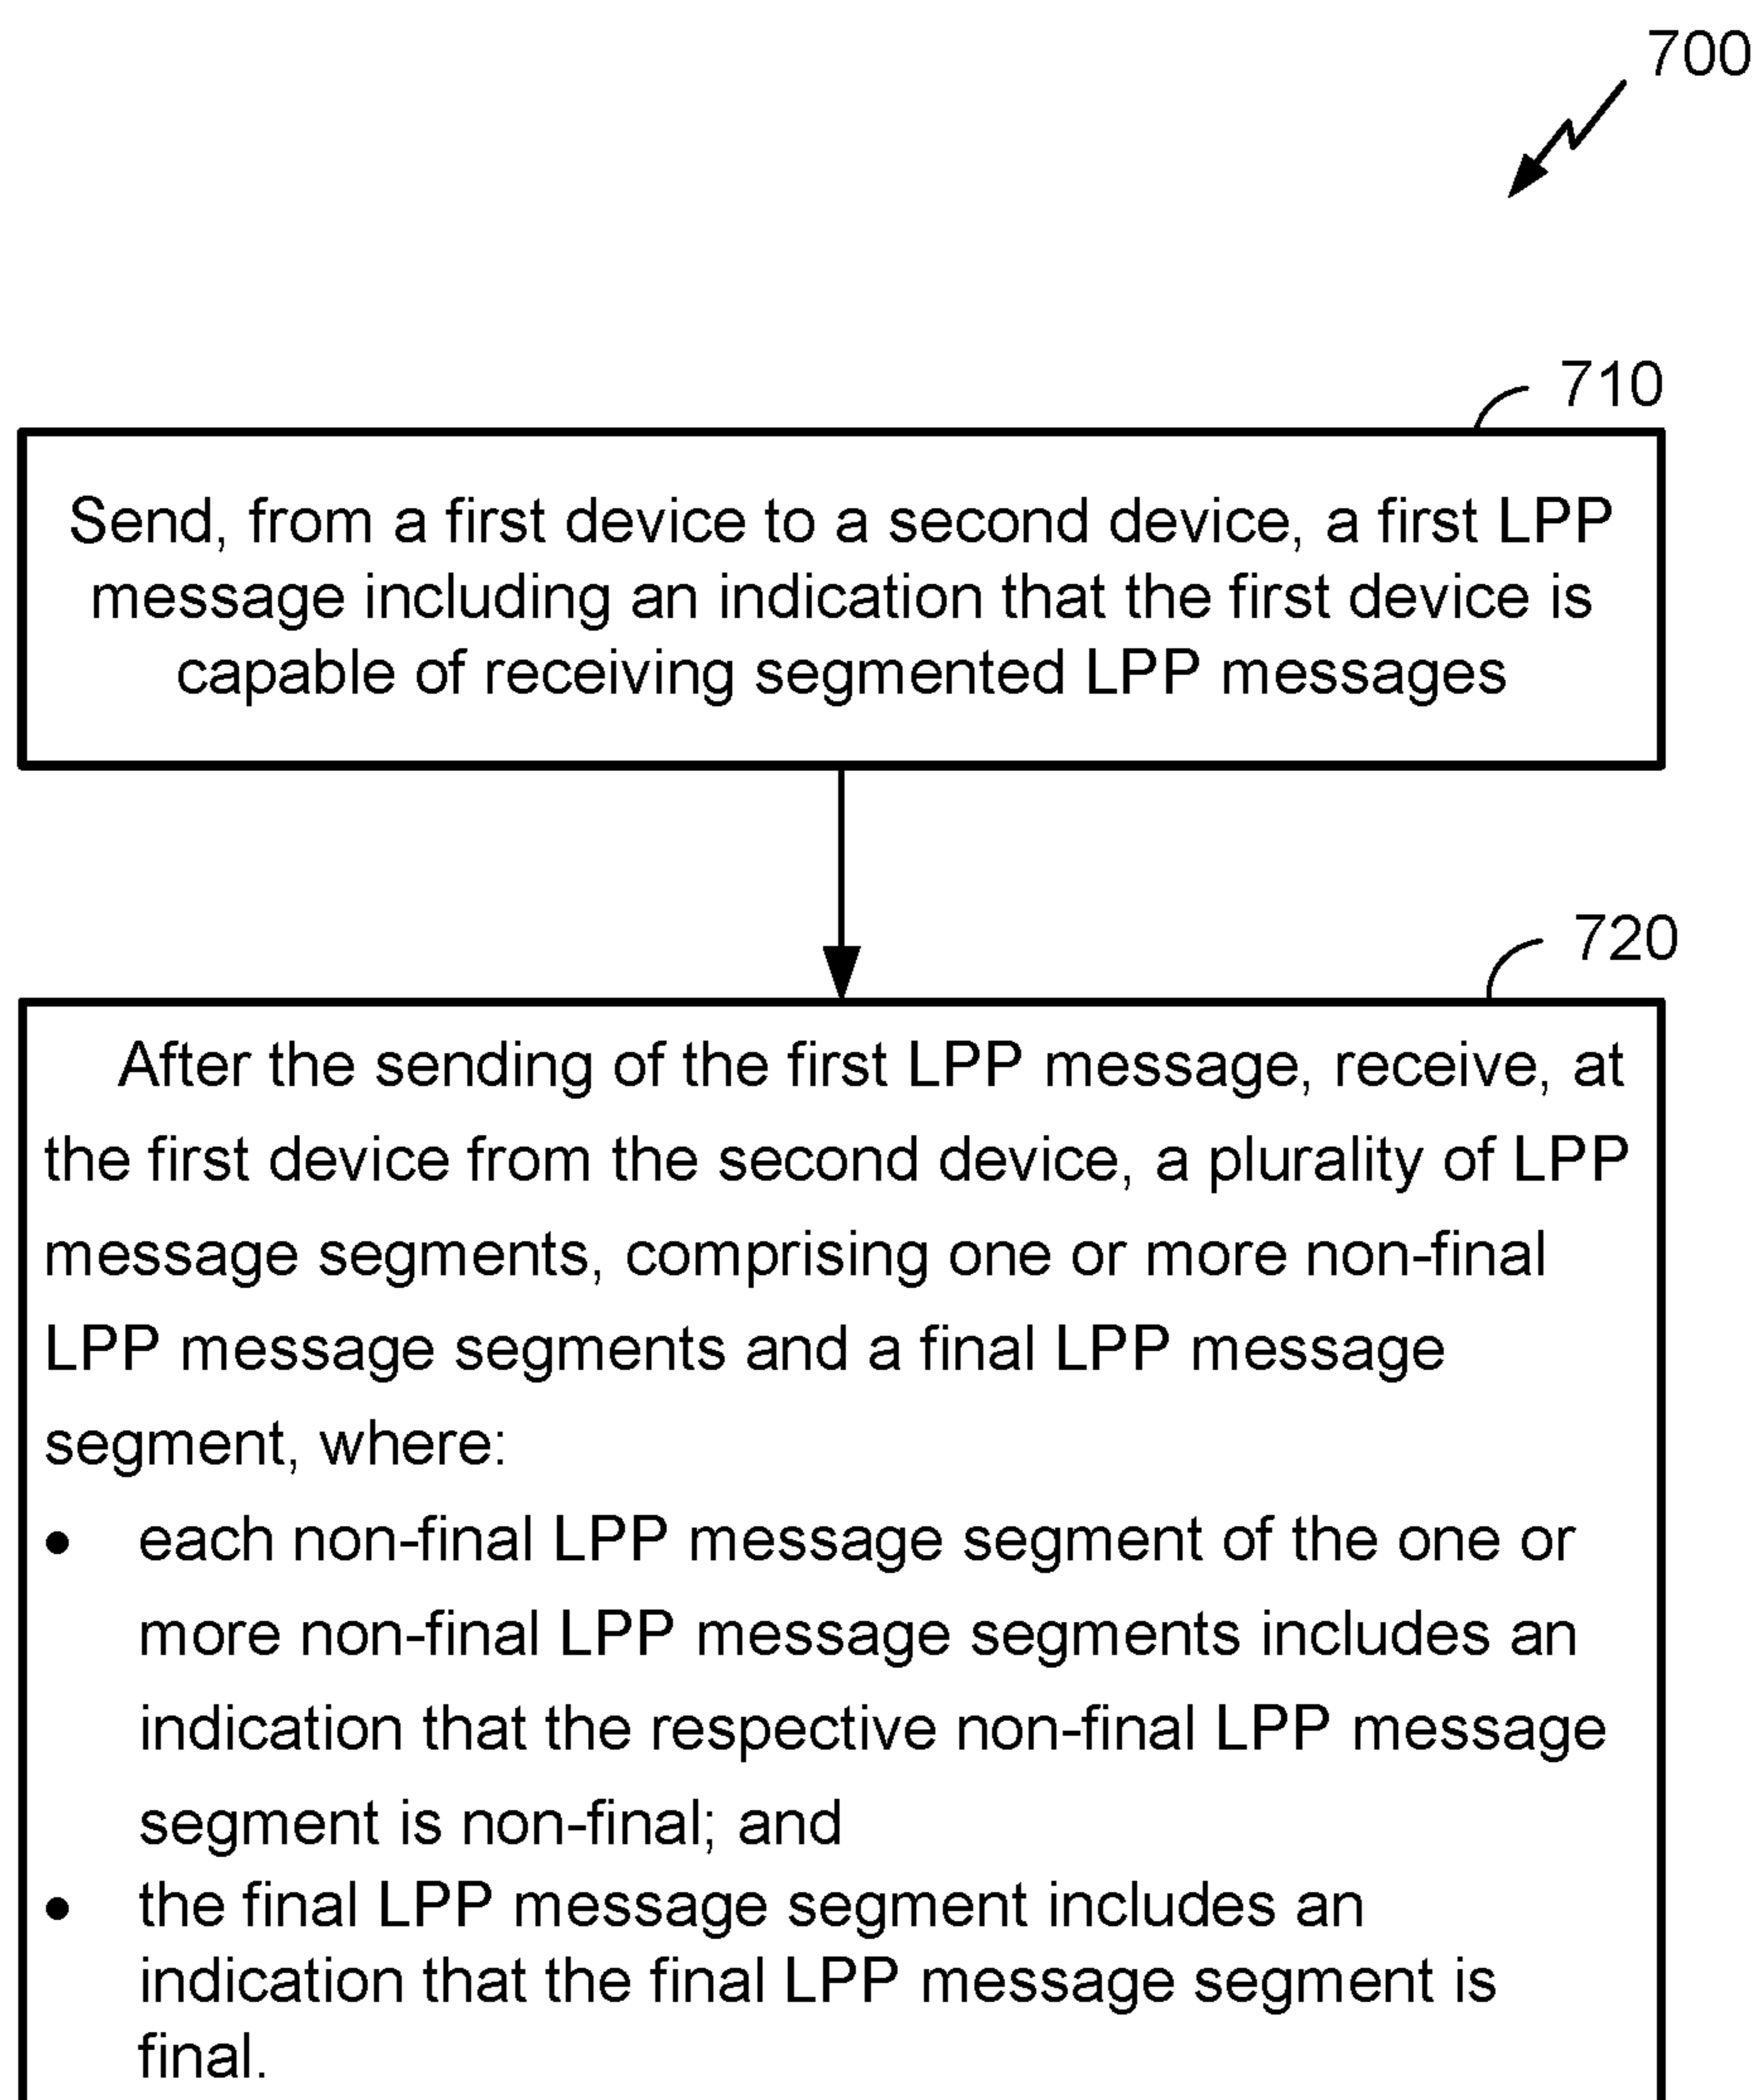 700
710
Send, from a first device to a second device, a first LPP
message including an indication that the first device is
capable of receiving segmented LPP messages
720
After the sending of the first LPP message, receive, at
the first device from the second device, a plurality of LPP
message segments, comprising one or more non-final
LPP message segments and a final LPP message
segment, where:
• each non-final LPP message segment of the one or
more non-final LPP message segments includes an
indication that the respective non-final LPP message
segment is non-final; and
• the final LPP message segment includes an
indication that the final LPP message segment is
final.